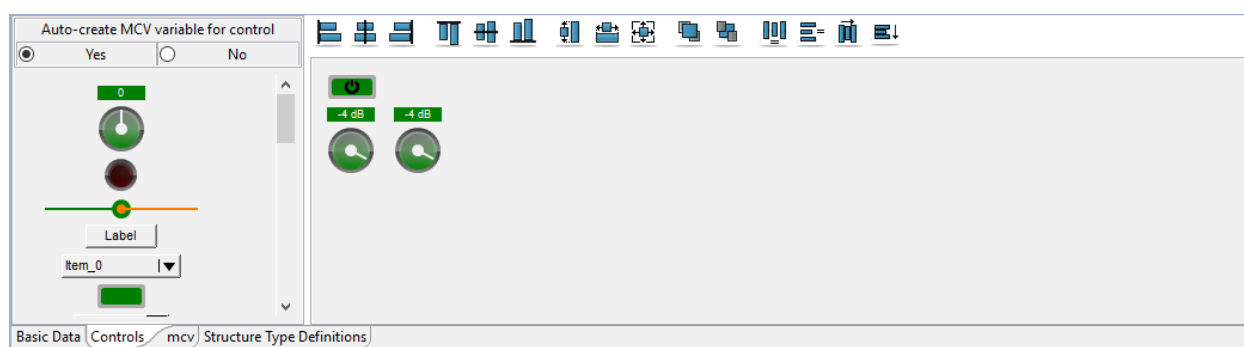 Auto-create MCV variable for control
Yes No
0
Label
Item_0
-4 dB -4 dB
Basic Data Controls mcv Structure Type Definitions